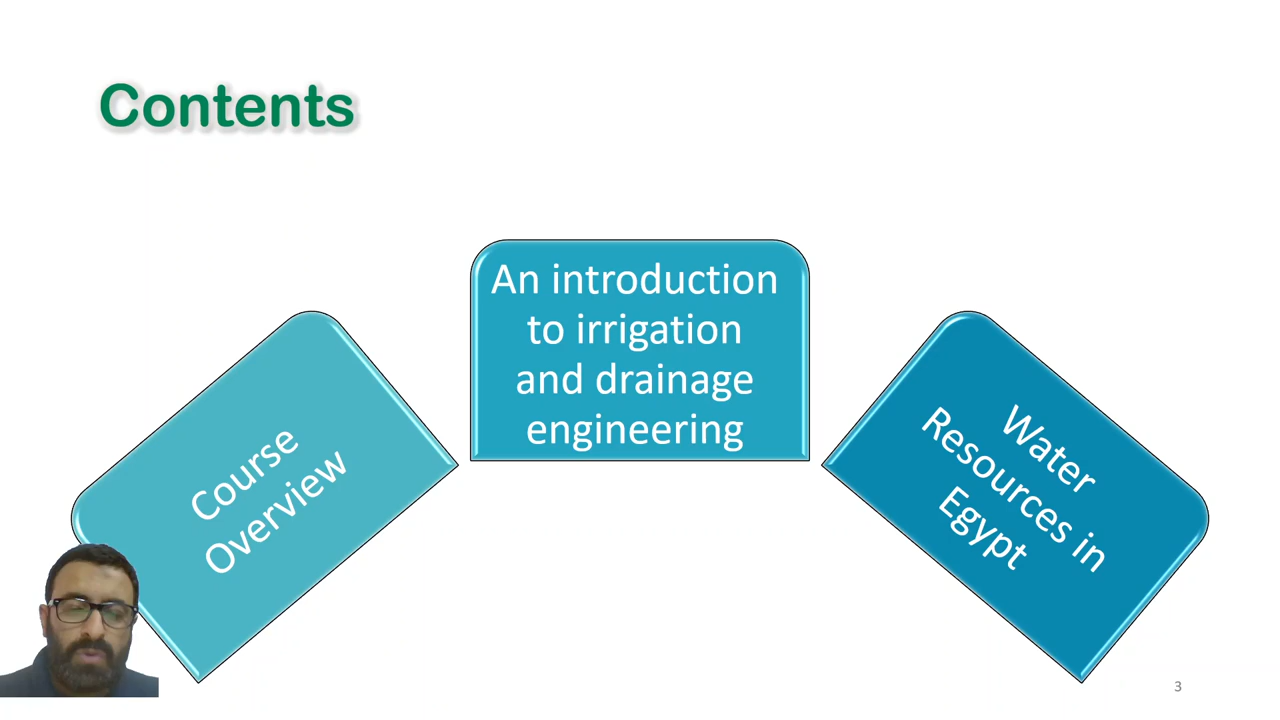 Contents
Course
Overview
An introduction
to irrigation
and drainage
engineering
Water
Resources in
Egypt
3